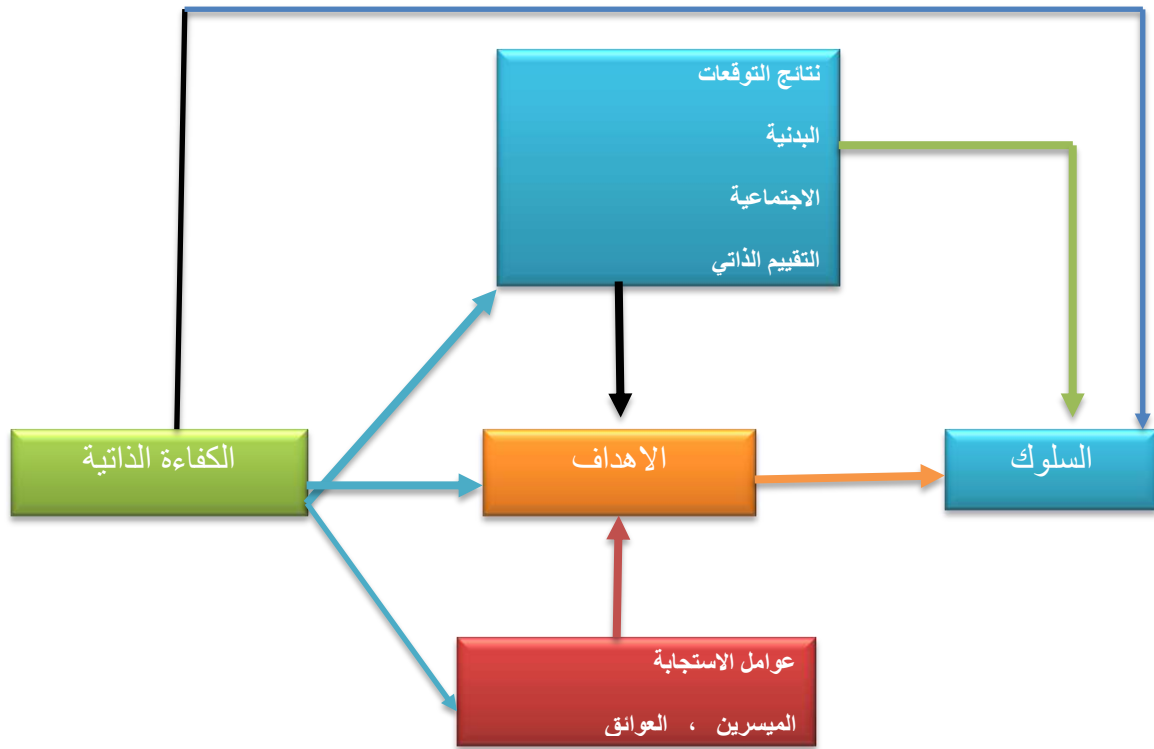 نتائج التوقعات
البدنية
الاجتماعية
التقييم الذاتي
السلوك
الاهداف
الكفاءة الذاتية
عوامل الاستجابة
الميسرين ، العوائق